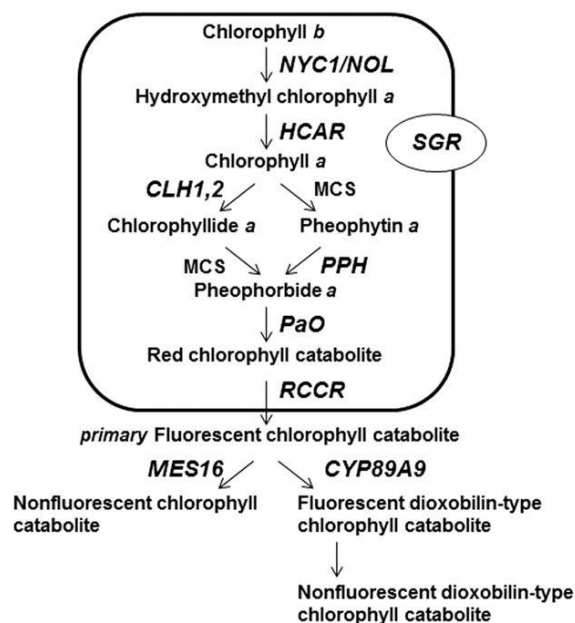 Chlorophyll b
NYC1/NOL
Hydroxymethyl chlorophyll a
HCAR
SGR
Chlorophyll a
CLH1,2
MCS
Chlorophyllide a
Pheophytin a
MCS
PPH
Pheophorbide a
PaO
Red chlorophyll catabolite
RCCR
primary Fluorescent chlorophyll catabolite
MES16
CYP89A9
Nonfluorescent chlorophyll
catabolite
Fluorescent dioxobilin-type
chlorophyll catabolite
Nonfluorescent dioxobilin-type
chlorophyll catabolite